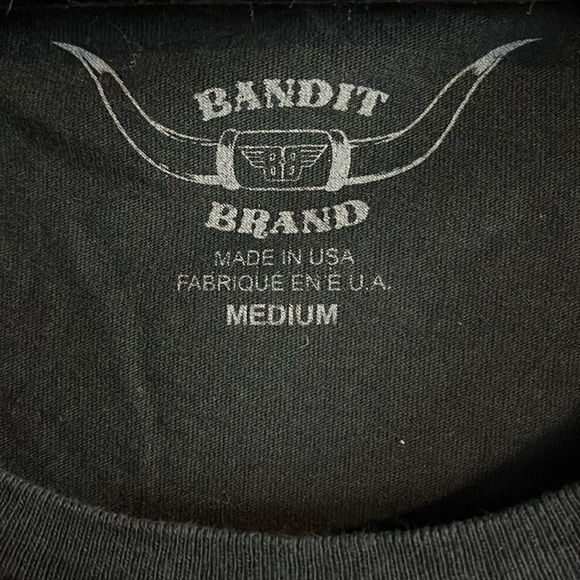 BANDIT
BB
BRAND
MADE IN USA
FABRIQUE EN É U.A.
MEDIUM